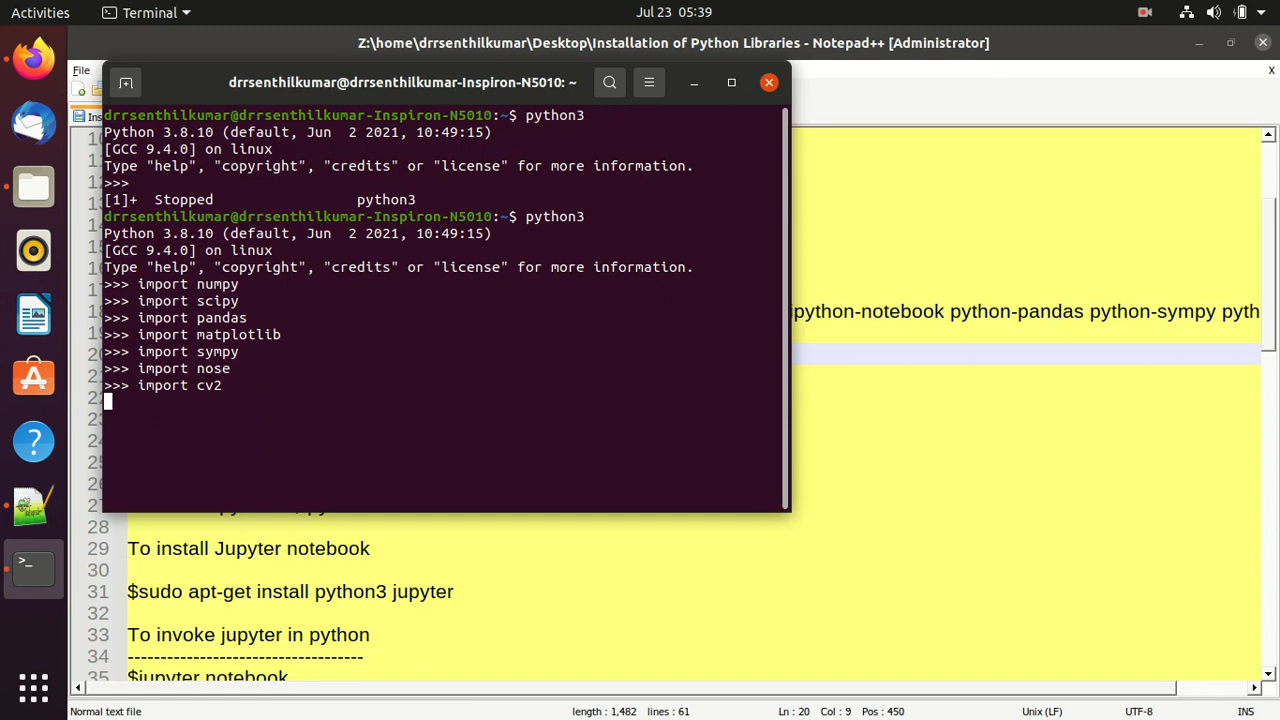 Activities
Terminal
Jul 23 05:39
Z:\home\drrsenthilkumar\Desktop\Installation of Python Libraries - Notepad++ [Administrator]
File
X
drrsenthilkumar@drrsenthilkumar-Inspiron-N5010: ~
drrsenthilkumar@drrsenthilkumar-Inspiron-N5010:~$ python3
Python 3.8.10 (default, Jun  2 2021, 10:49:15)
[GCC 9.4.0] on linux
Type "help", "copyright", "credits" or "license" for more information.
>>>
[1]+  Stopped                 python3
drrsenthilkumar@drrsenthilkumar-Inspiron-N5010:~$ python3
Python 3.8.10 (default, Jun  2 2021, 10:49:15)
[GCC 9.4.0] on linux
Type "help", "copyright", "credits" or "license" for more information.
>>> import numpy
>>> import scipy
>>> import pandas
>>> import matplotlib
>>> import sympy
>>> import nose
>>> import cv2
ipython-notebook python-pandas python-sympy pyth
28
29 To install Jupyter notebook
30
31 $sudo apt-get install python3 jupyter
32
33 To invoke jupyter in python
34 ------------------------------------
35 $jupyter notebook
Normal text file
length : 1,482 lines : 61
Ln : 20 Col : 9 Pos : 450
Unix (LF)
UTF-8
INS